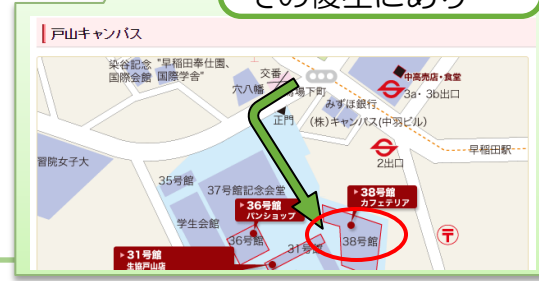 その後左にあり
戸山キャンパス
染谷記念
国際会館
"早稲田奉仕園、
国際学舎"
交番
穴八幡
馬場下町
中高売店・食堂
3a・3b出口
みずほ銀行
正門
(株)キャンパス(中羽ビル)
早稲田駅
2出口
習院女子大
35号館
37号館記念会堂
38号館
カフェテリア
36号館
パンショップ
学生会館
36号館
31号館
38号館
31号館
生協戸山店